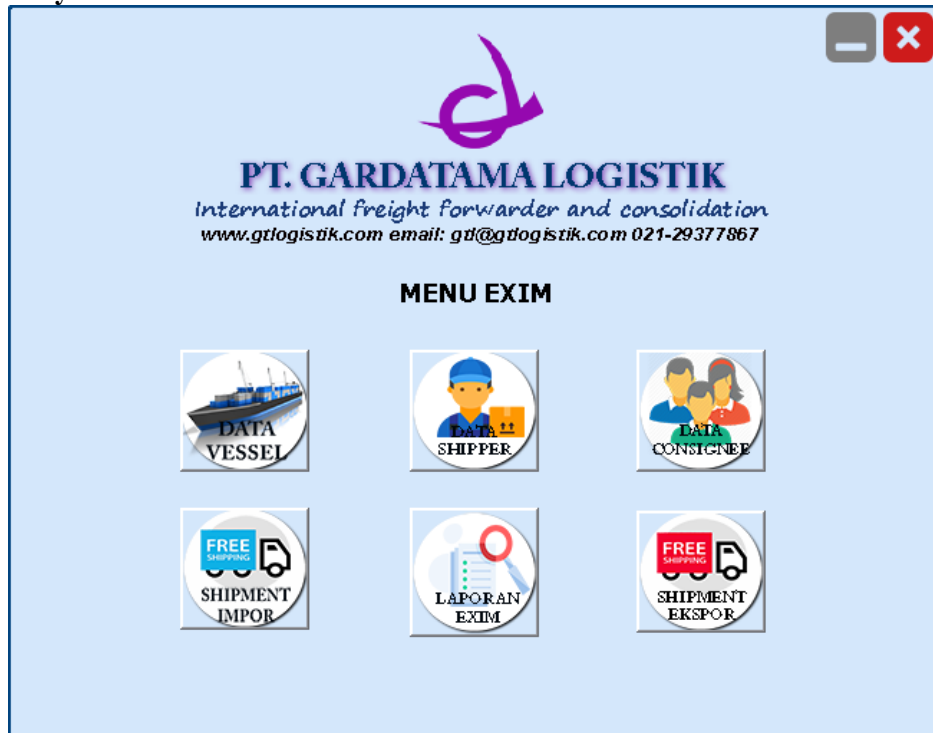 PT. GARDATAMA LOGISTIK
International freight forwarder and consolidation
www.gtlogistik.com email: gtl@gtlogistik.com 021-29377867
MENU EXIM
DATA
VESSEL
DATA
SHIPPER
DATA
CONSIGNEE
FREE
SHIPPING
SHIPMENT
IMPOR
LAPORAN
EXIM
FREE
SHIPPING
SHIPMENT
EKSPOR